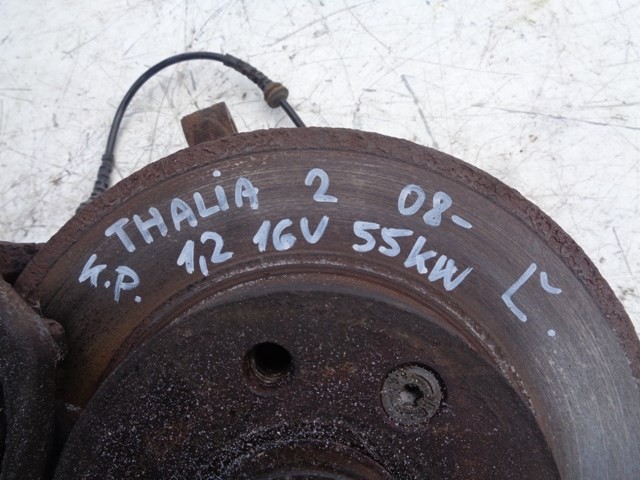 THALIA 2 08-
K.P. 1,2 16V 55KW Ľ.